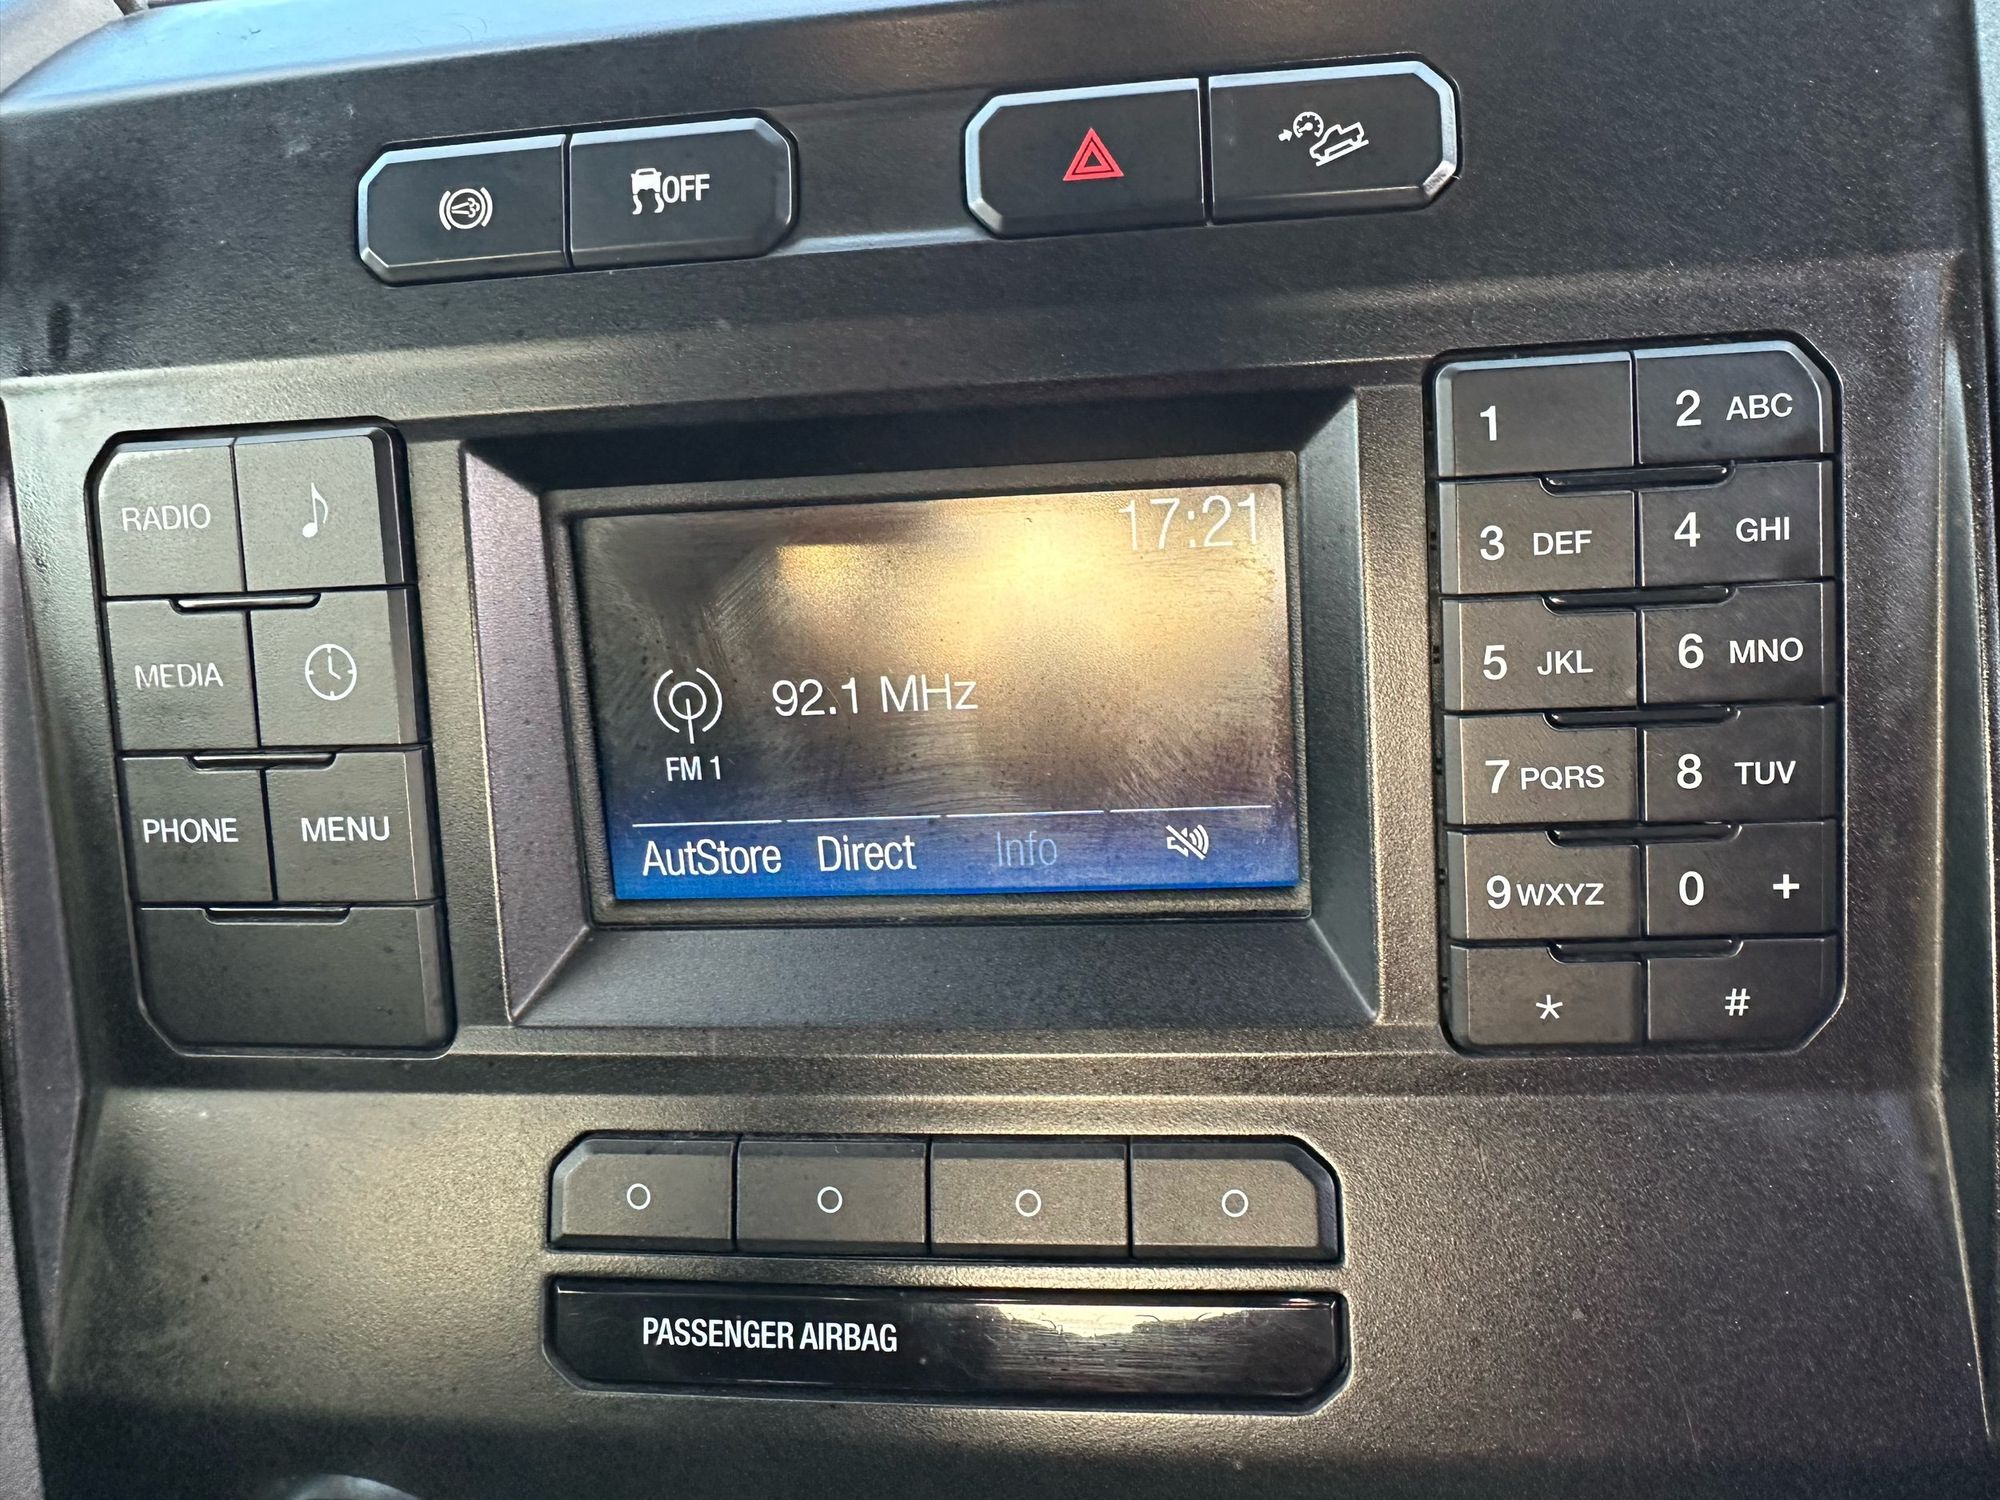 OFF
RADIO
MEDIA
PHONE MENU
17:21
92.1 MHz
FM 1
AutStore Direct Info
1 2 ABC
3 DEF 4 GHI
5 JKL 6 MNO
7 PQRS 8 TUV
9 WXYZ 0 +
* #
PASSENGER AIRBAG